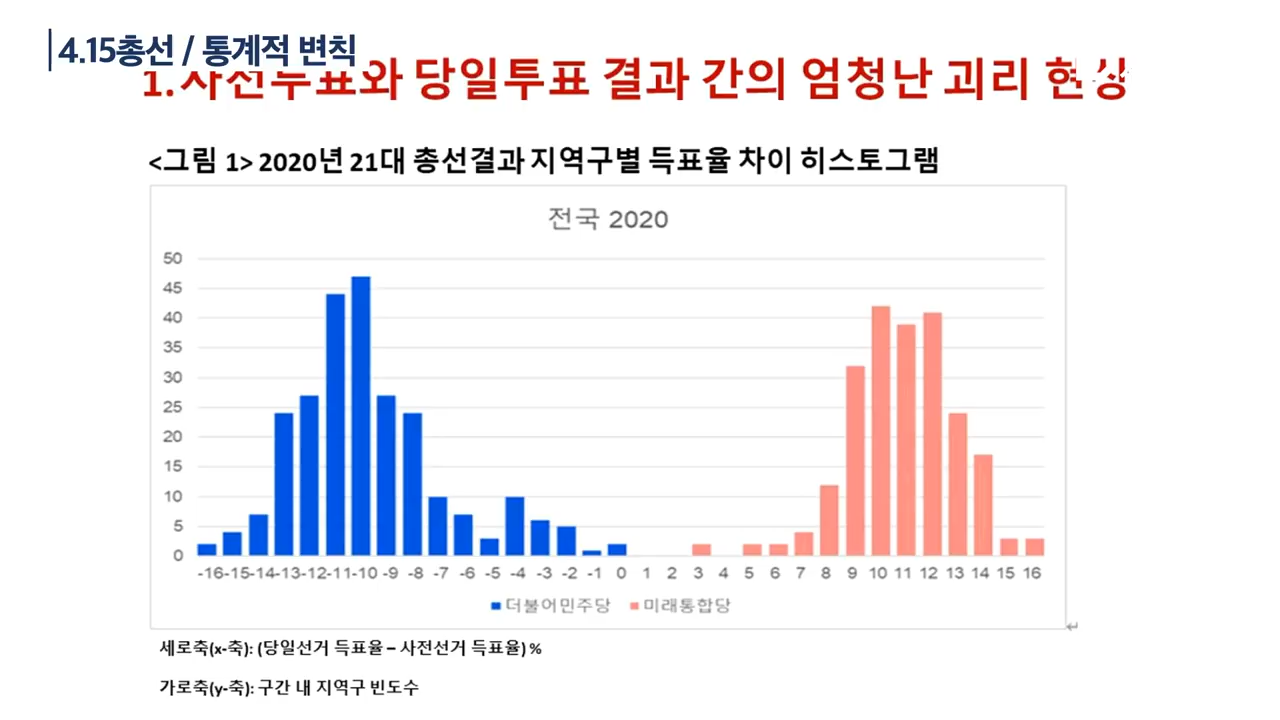 4.15총선 / 통계적 변칙
1.사전투표와 당일투표 결과 간의 엄청난 괴리 현상
<그림 1> 2020년 21대 총선결과 지역구별 득표율 차이 히스토그램
전국 2020
50
45
40
35
30
25
20
15
10
5
0
-16 -15 -14 -13 -12 -11 -10 -9 -8 -7 -6 -5 -4 -3 -2 -1 0 1 2 3 4 5 6 7 8 9 10 11 12 13 14 15 16
더불어민주당 미래통합당
세로축(x-축): (당일선거 득표율 – 사전선거 득표율) %
가로축(y-축): 구간 내 지역구 빈도수